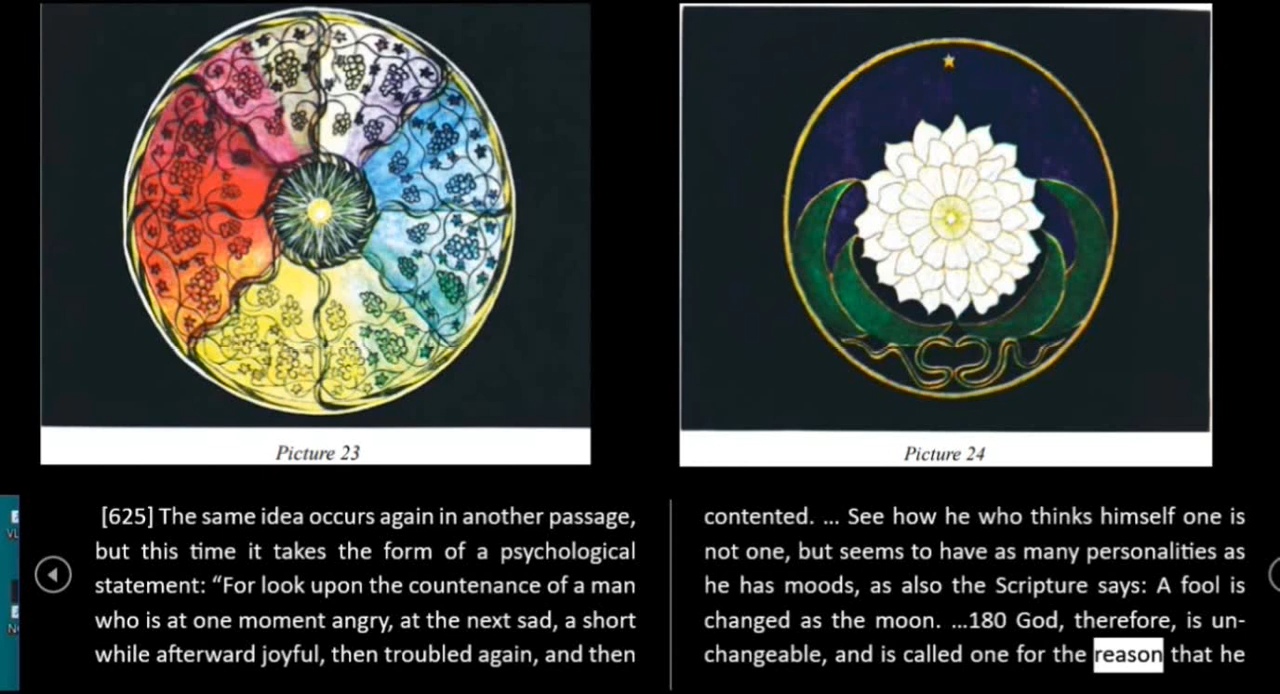 Picture 23
Picture 24
[625] The same idea occurs again in another passage,
but this time it takes the form of a psychological
statement: “For look upon the countenance of a man
who is at one moment angry, at the next sad, a short
while afterward joyful, then troubled again, and then
contented. ... See how he who thinks himself one is
not one, but seems to have as many personalities as
he has moods, as also the Scripture says: A fool is
changed as the moon. ...180 God, therefore, is un-
changeable, and is called one for the reason that he